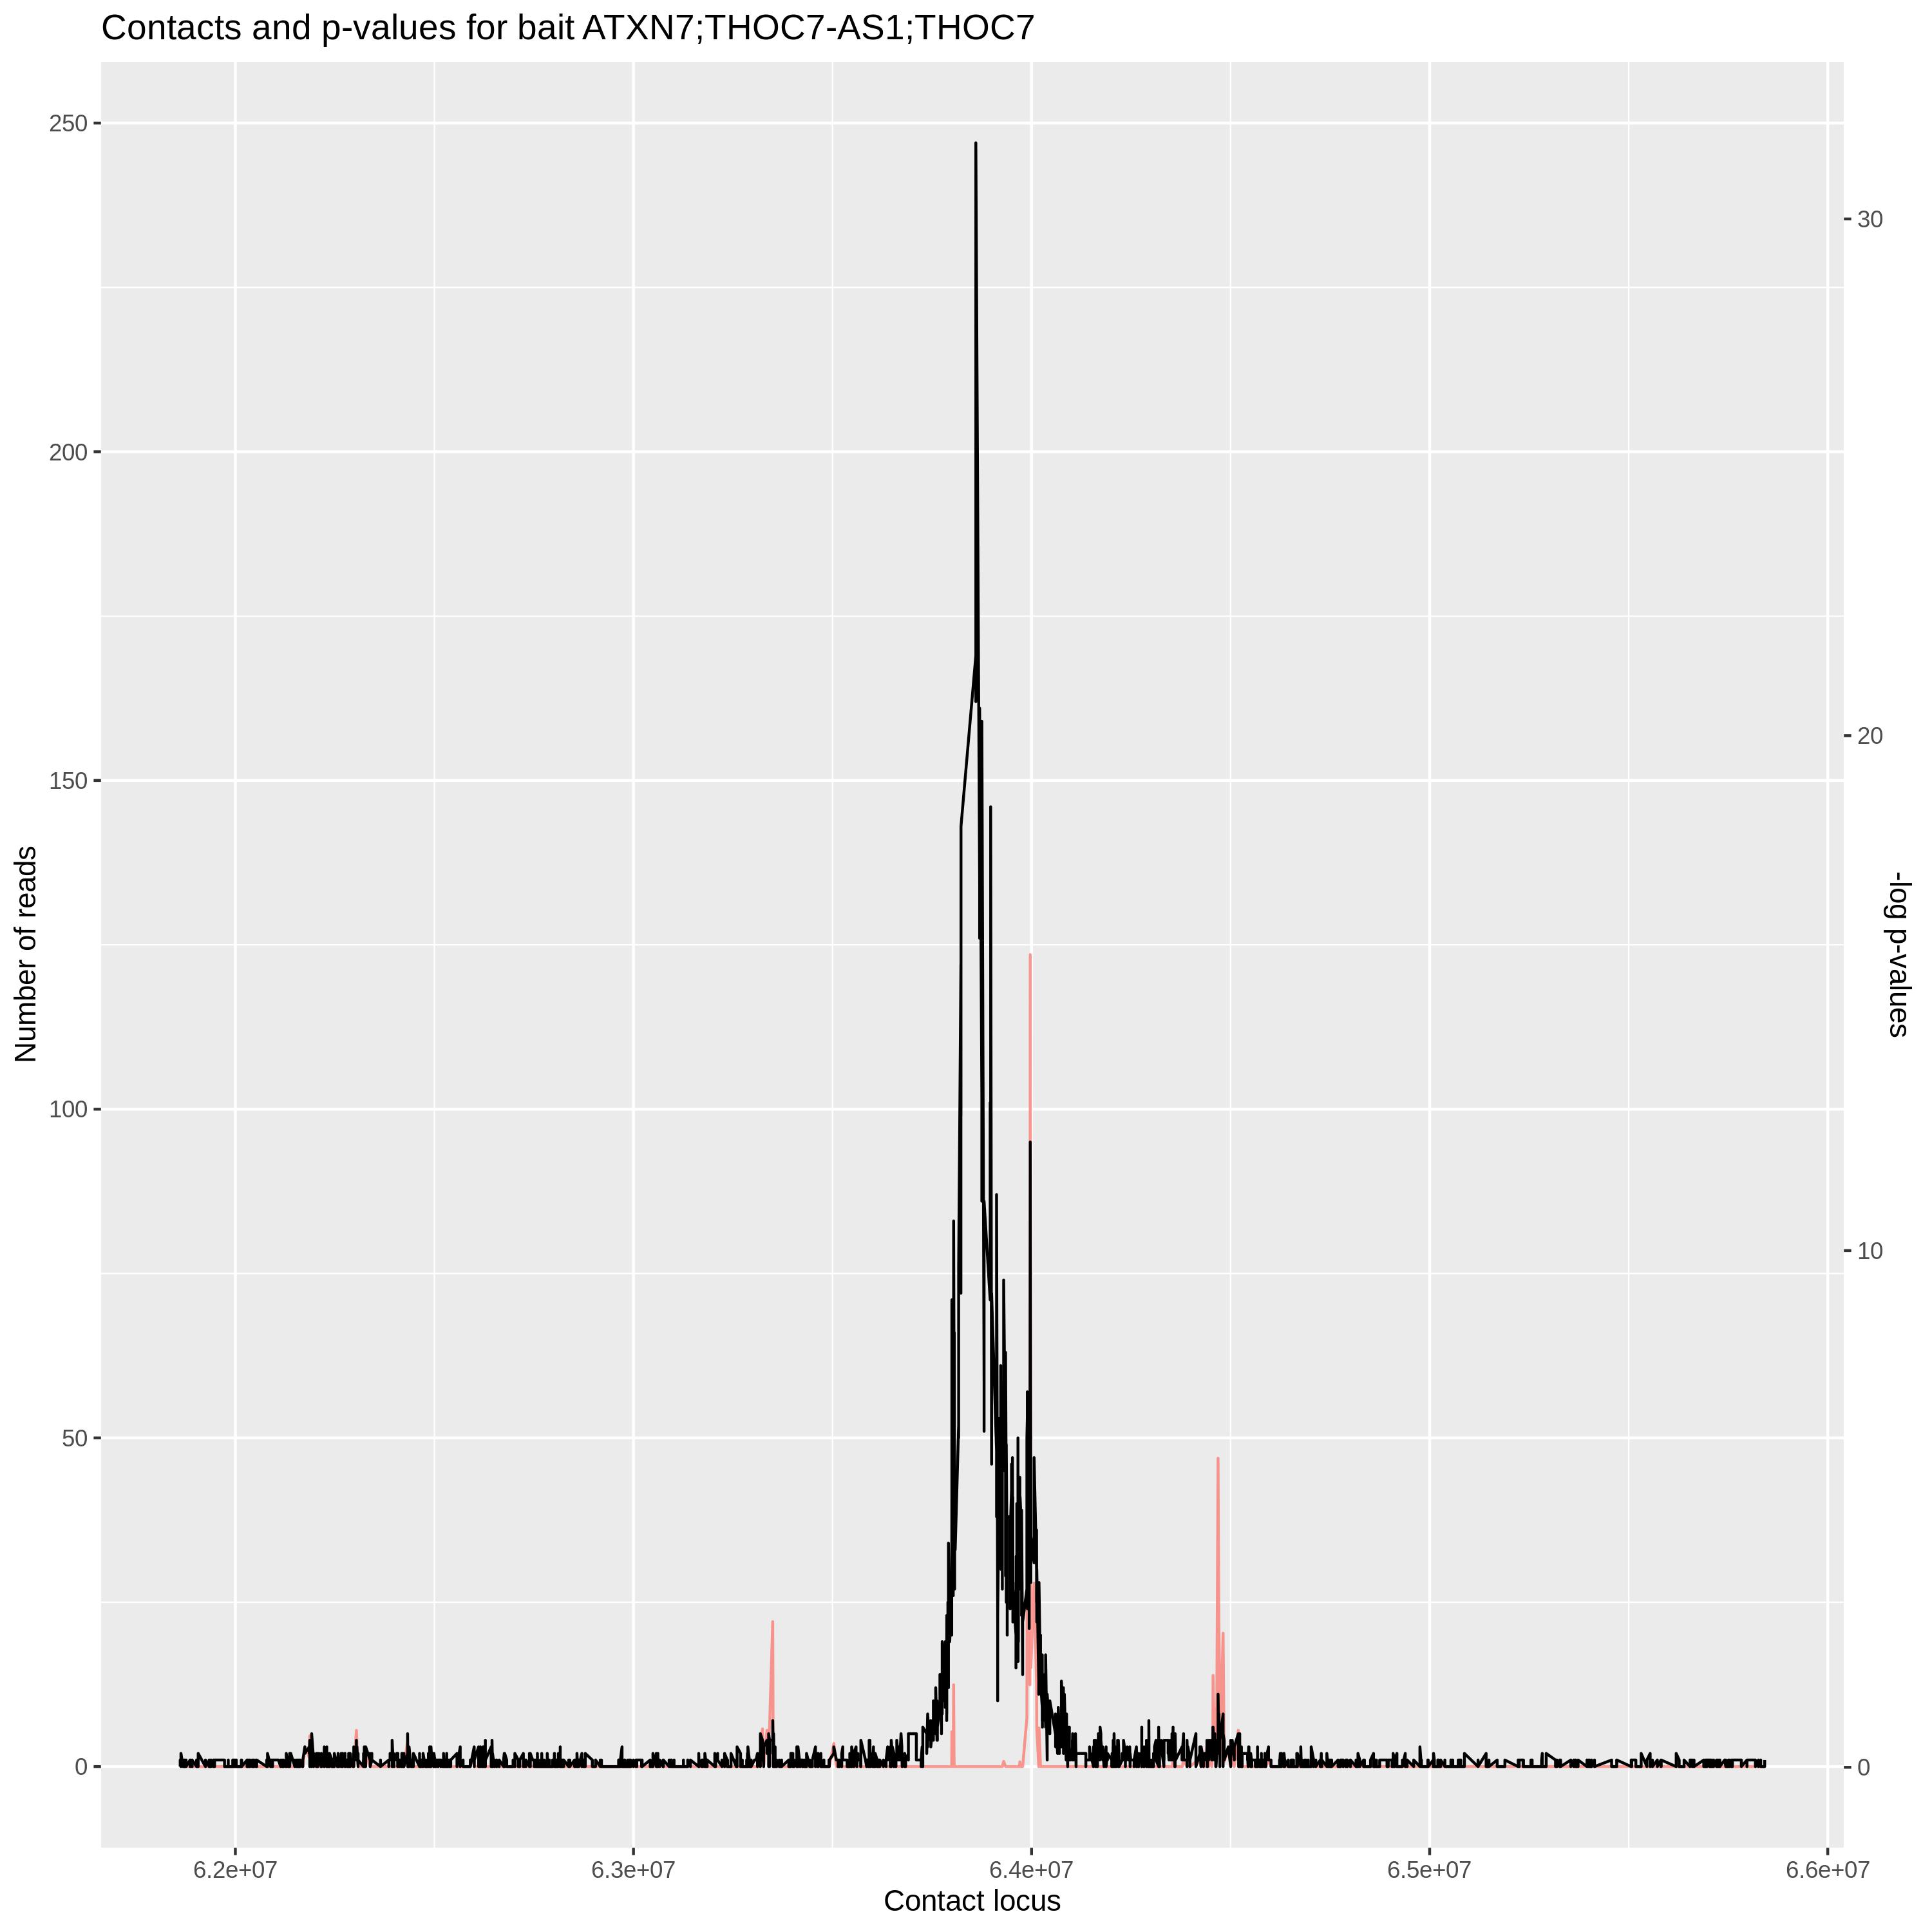 Contacts and p-values for bait ATXN7;THOC7-AS1;THOC7
250
200
150
100
50
0
Number of reads
30
20
10
0
-log p-values
6.2e+07
6.3e+07
6.4e+07
6.5e+07
6.6e+07
Contact locus